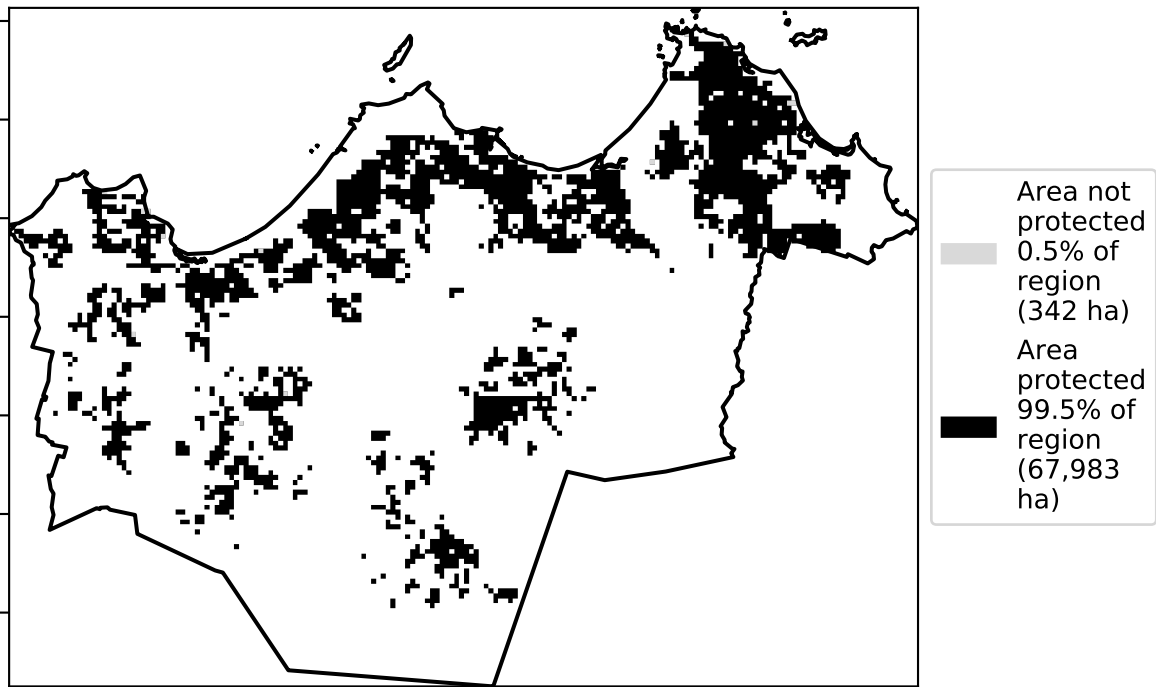 Area not
protected
0.5% of
region
(342 ha)
Area
protected
99.5% of
region
(67,983
ha)